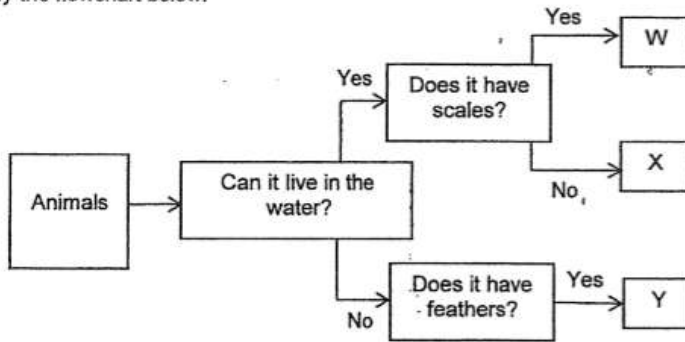 Yes
W
Yes
Does it have
scales?
Animals
Can it live in the
water?
No
X
Does it have
feathers?
Yes
Y
No